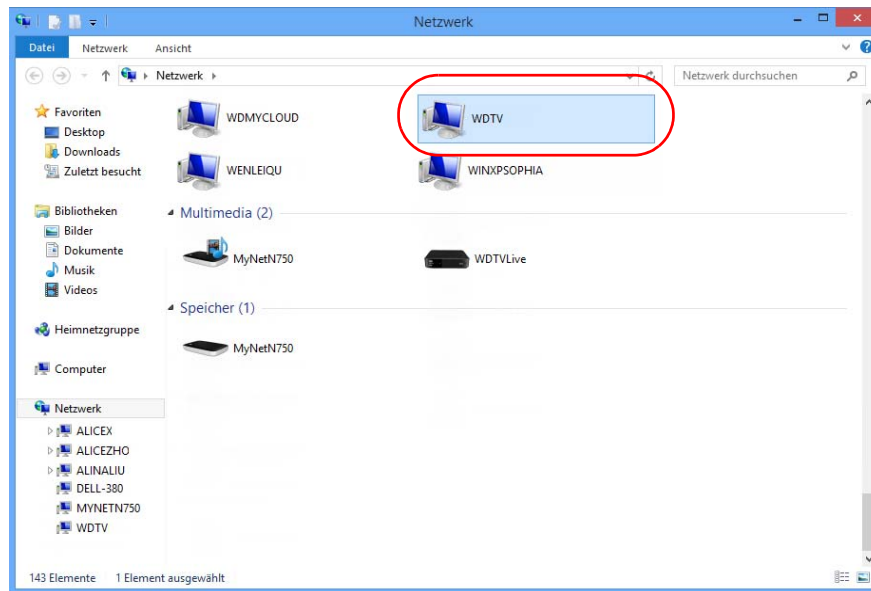 Netzwerk
Datei Netzwerk Ansicht
Netzwerk
Netzwerk durchsuchen
Favoriten
Desktop
Downloads
Zuletzt besucht
Bibliotheken
Bilder
Dokumente
Musik
Videos
Heimnetzgruppe
Computer
Netzwerk
ALICEX
ALICEZHO
ALINALIU
DELL-380
MYNETN750
WDTV
WDMYCLOUD
WDTV
WENLEIQU
WINXPSOPHIA
Multimedia (2)
MyNetN750
WDTVLive
Speicher (1)
MyNetN750
143 Elemente 1 Element ausgewählt